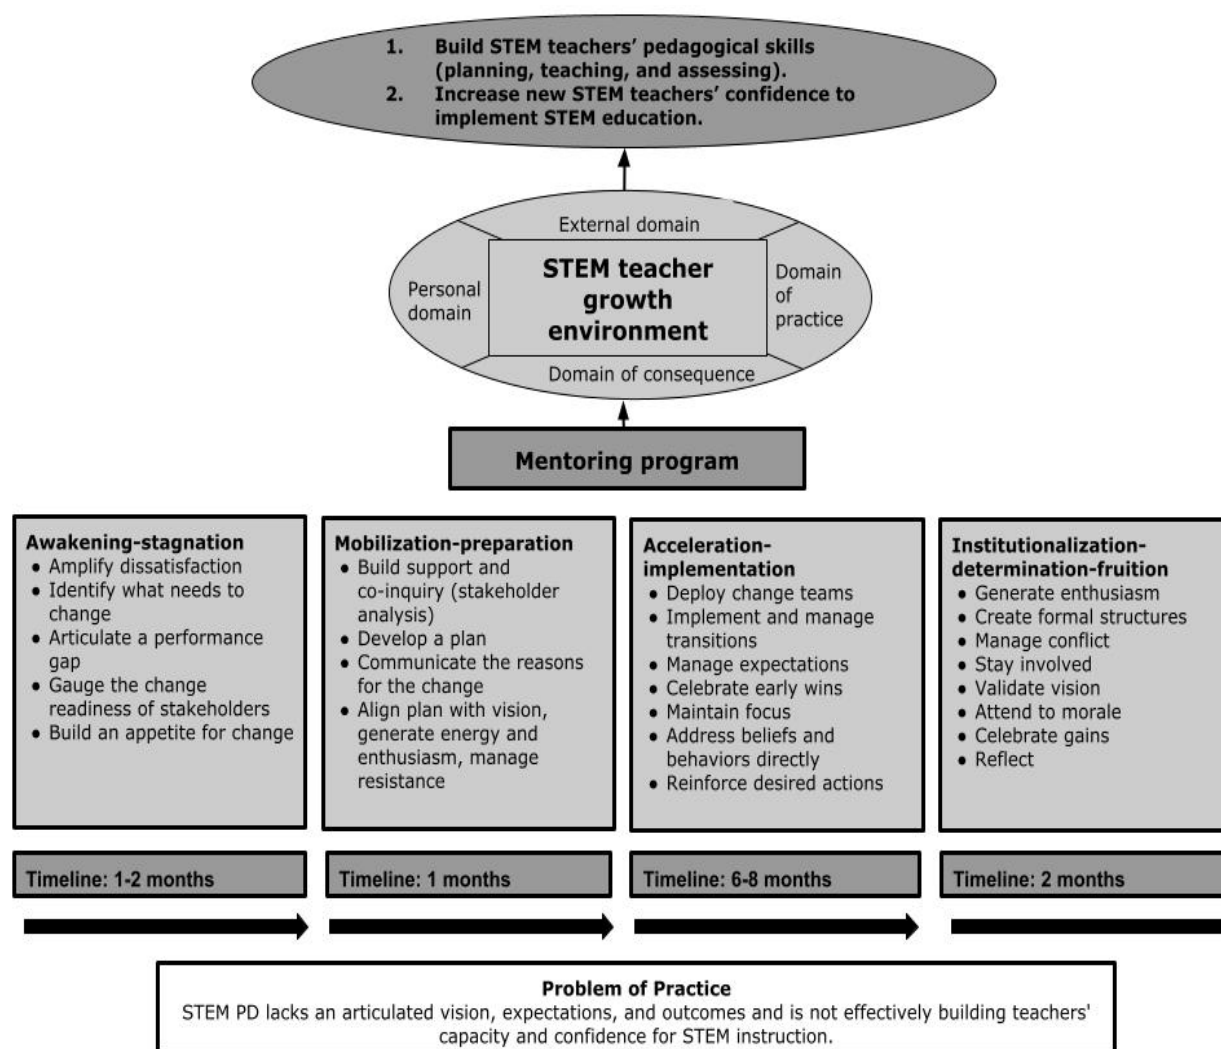 1. Build STEM teachers’ pedagogical skills
(planning, teaching, and assessing).
2. Increase new STEM teachers’ confidence to
implement STEM education.
External domain
Personal
domain
STEM teacher
growth
environment
Domain
of
practice
Domain of consequence
Mentoring program
Awakening-stagnation
● Amplify dissatisfaction
● Identify what needs to
change
● Articulate a performance
gap
● Gauge the change
readiness of stakeholders
● Build an appetite for change
Mobilization-preparation
● Build support and
co-inquiry (stakeholder
analysis)
● Develop a plan
● Communicate the reasons
for the change
● Align plan with vision,
generate energy and
enthusiasm, manage
resistance
Acceleration-
implementation
● Deploy change teams
● Implement and manage
transitions
● Manage expectations
● Celebrate early wins
● Maintain focus
● Address beliefs and
behaviors directly
● Reinforce desired actions
Institutionalization-
determination-fruition
● Generate enthusiasm
● Create formal structures
● Manage conflict
● Stay involved
● Validate vision
● Attend to morale
● Celebrate gains
● Reflect
Timeline: 1-2 months
Timeline: 1 months
Timeline: 6-8 months
Timeline: 2 months
Problem of Practice
STEM PD lacks an articulated vision, expectations, and outcomes and is not effectively building teachers'
capacity and confidence for STEM instruction.